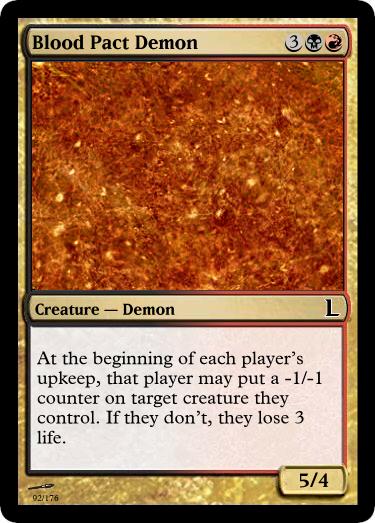 Blood Pact Demon 3
Creature — Demon L
At the beginning of each player's
upkeep, that player may put a -1/-1
counter on target creature they
control. If they don't, they lose 3
life.
5/4
92/176